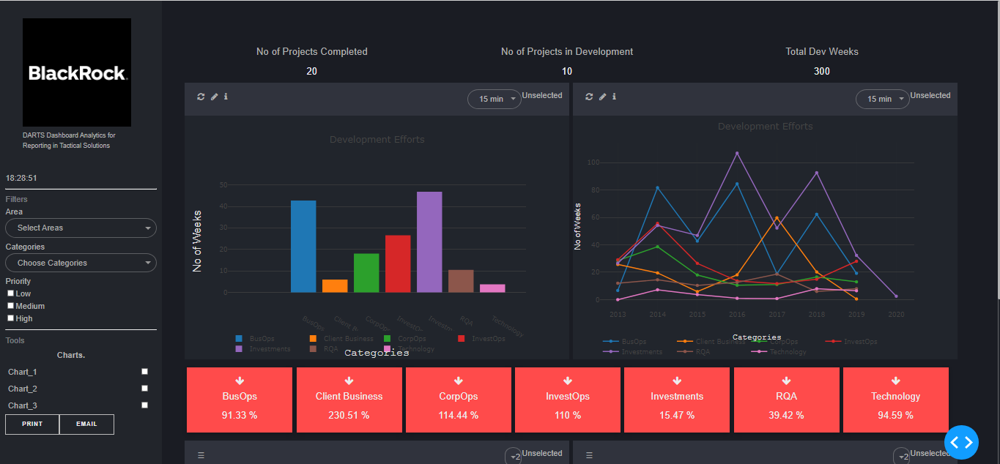 BlackRock.
DARTS Dashboard Analytics for
Reporting in Tactical Solutions
18:28:51
Filters
Area
Select Areas
Categories
Choose Categories
Priority
Low
Medium
High
Tools
Charts.
Chart_1
Chart_2
Chart_3
PRINT EMAIL
No of Projects Completed No of Projects in Development Total Dev Weeks
20 10 300
15 min Unselected
Development Efforts
No of Weeks
50
40
30
20
10
0
BusOps Client CorpOps InvestOps RQA Technology
BusOps Client Business CorpOps InvestOps
Investments RQA Technology
Categories
15 min Unselected
Development Efforts
No of Weeks
100
80
60
40
20
0
2013 2014 2015 2016 2017 2018 2019 2020
Categories
BusOps Client Business CorpOps InvestOps
Investments RQA Technology
BusOps Client Business CorpOps InvestOps Investments RQA Technology
91.33 % 230.51 % 114.44 % 110 % 15.47 % 39.42 % 94.59 %
2 Unselected
2 Unselected